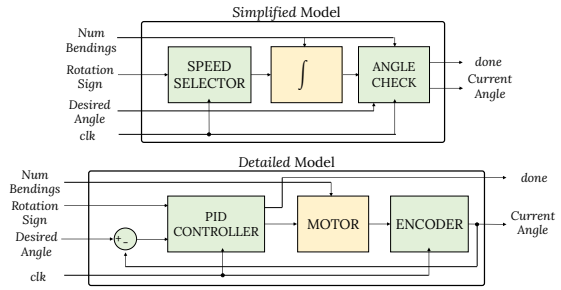 Simplified Model
Num
Bendings
Rotation
Sign
Desired
Angle
clk
SPEED
SELECTOR
∫
ANGLE
CHECK
done
Current
Angle
Detailed Model
Num
Bendings
Rotation
Sign
Desired
Angle
clk
+
-
PID
CONTROLLER
MOTOR
ENCODER
done
Current
Angle